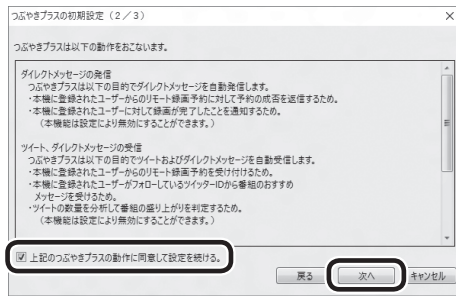 つぶやきプラスの初期設定（2／3）
つぶやきプラスは以下の動作をおこないます。
ダイレクトメッセージの発信
つぶやきプラスは以下の目的でダイレクトメッセージを自動発信します。
・本機に登録されたユーザーからのリモート録画予約に対して予約の成否を返信するため。
・本機に登録されたユーザーに対して録画が完了したことを通知するため。
（本機能は設定により無効にすることができます。）
ツイート、ダイレクトメッセージの受信
つぶやきプラスは以下の目的でツイートおよびダイレクトメッセージを自動受信します。
・本機に登録されたユーザーからのリモート録画予約を受け付けるため。
・本機に登録されたユーザーがフォローしているツイッターIDから番組のおすすめ
メッセージを受けるため。
・ツイートの数量を分析して番組の盛り上がりを判定するため。
（本機能は設定により無効にすることができます。）
上記のつぶやきプラスの動作に同意して設定を続ける。
戻る 次へ キャンセル